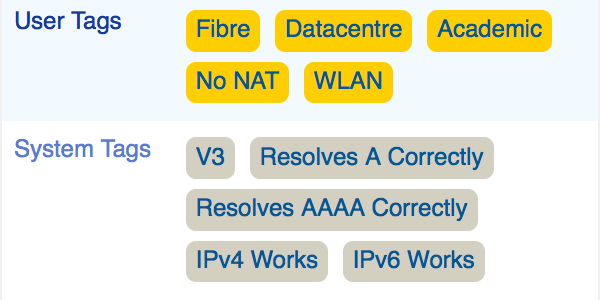 User Tags Fibre Datacentre Academic
No NAT WLAN
System Tags V3 Resolves A Correctly
Resolves AAAA Correctly
IPv4 Works IPv6 Works